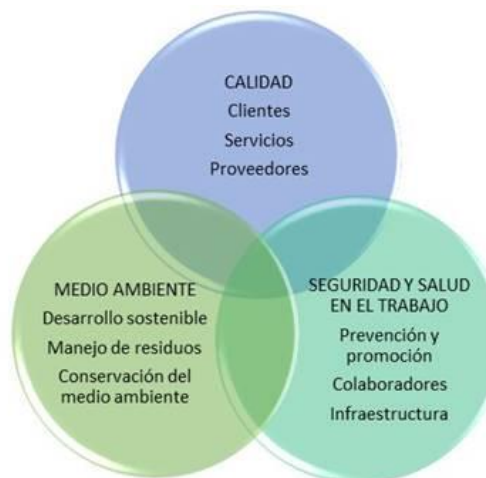 CALIDAD
Clientes
Servicios
Proveedores
MEDIO AMBIENTE
Desarrollo sostenible
Manejo de residuos
Conservación del
medio ambiente
SEGURIDAD Y SALUD
EN EL TRABAJO
Prevención y
promoción
Colaboradores
Infraestructura